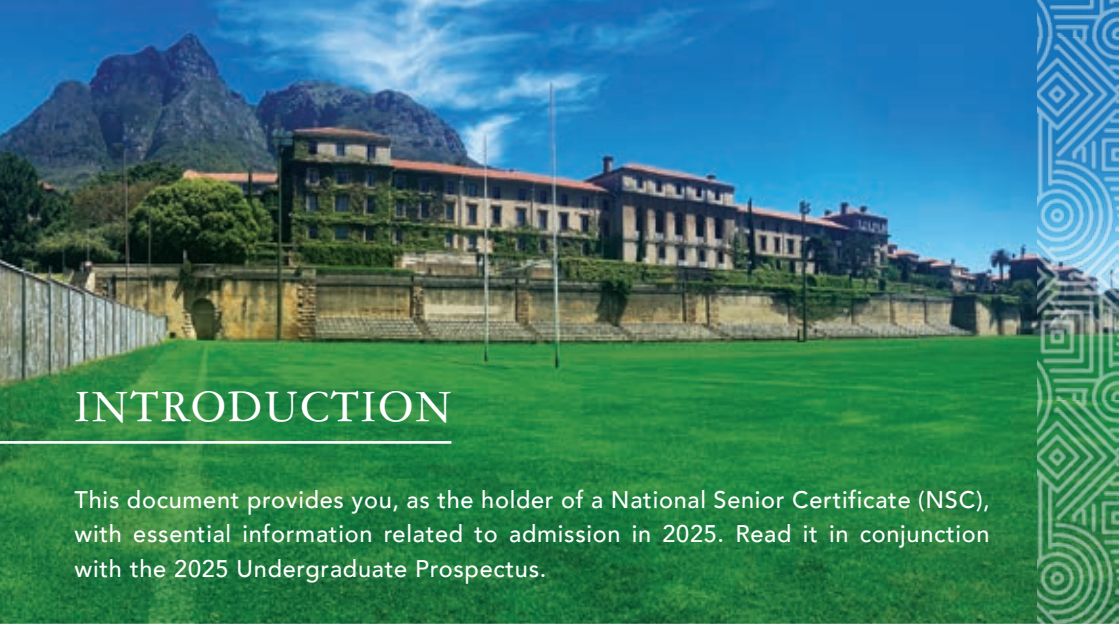 INTRODUCTION
This document provides you, as the holder of a National Senior Certificate (NSC),
with essential information related to admission in 2025. Read it in conjunction
with the 2025 Undergraduate Prospectus.